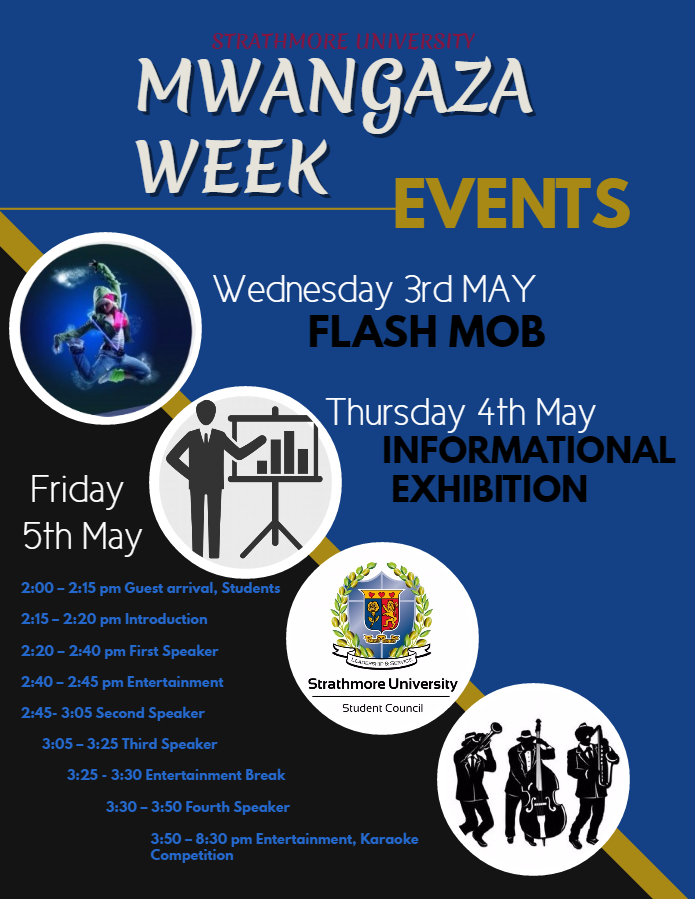 STRATHMORE UNIVERSITY
MWANGAZA
WEEK
EVENTS
Wednesday 3rd MAY
FLASH MOB
Thursday 4th May
INFORMATIONAL
EXHIBITION
Friday
5th May
2:00 – 2:15 pm Guest arrival, Students
2:15 – 2:20 pm Introduction
2:20 – 2:40 pm First Speaker
2:40 – 2:45 pm Entertainment
2:45- 3:05 Second Speaker
3:05 – 3:25 Third Speaker
3:25 - 3:30 Entertainment Break
3:30 – 3:50 Fourth Speaker
3:50 – 8:30 pm Entertainment, Karaoke
Competition
LEADERSHIP & SERVICE
Strathmore University
Student Council